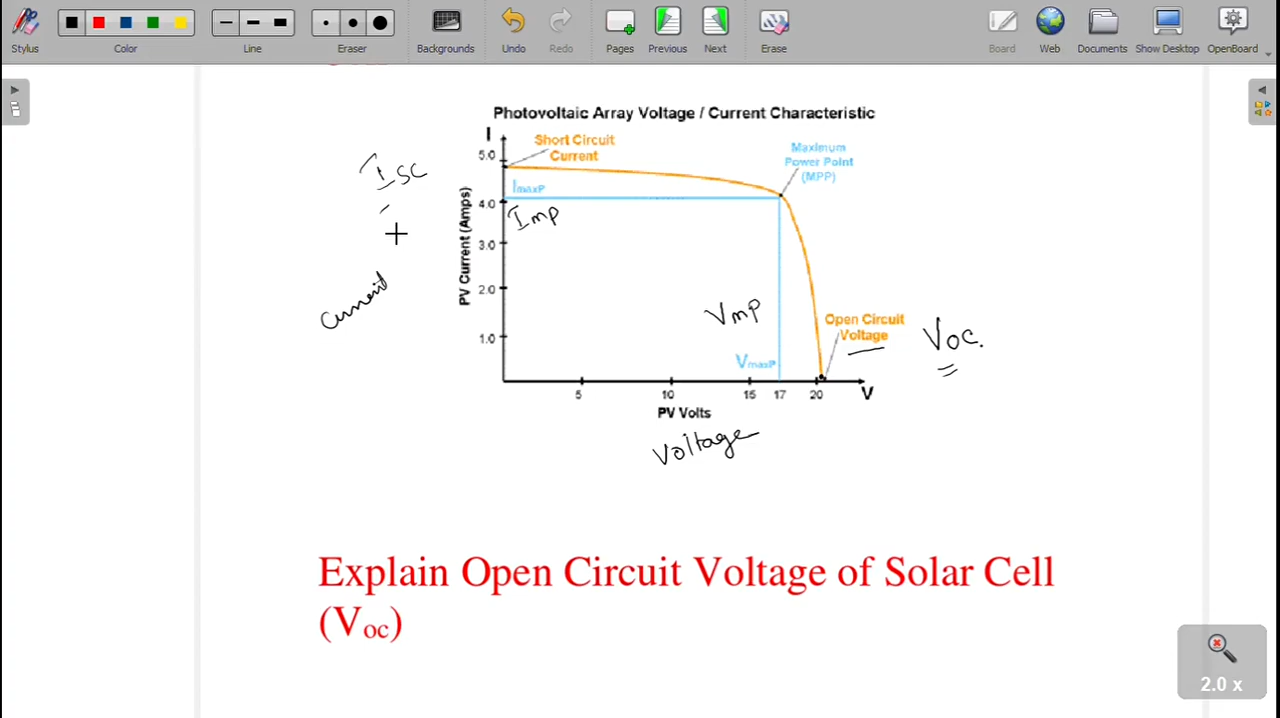 Stylus Color Line Eraser Backgrounds Undo Redo Pages Previous Next Erase Board Web Documents Show Desktop OpenBoard
Photovoltaic Array Voltage / Current Characteristic
I
Short Circuit
Current
Maximum
Power Point
(MPP)
5.0
ISC
ImaxP
4.0
Imp
PV Current (Amps)
3.0
current
2.0
Vmp
Open Circuit
Voltage
Voc.
1.0
VmaxP
5 10 15 17 20 V
PV Volts
Voltage
Explain Open Circuit Voltage of Solar Cell
(Voc)
2.0 x